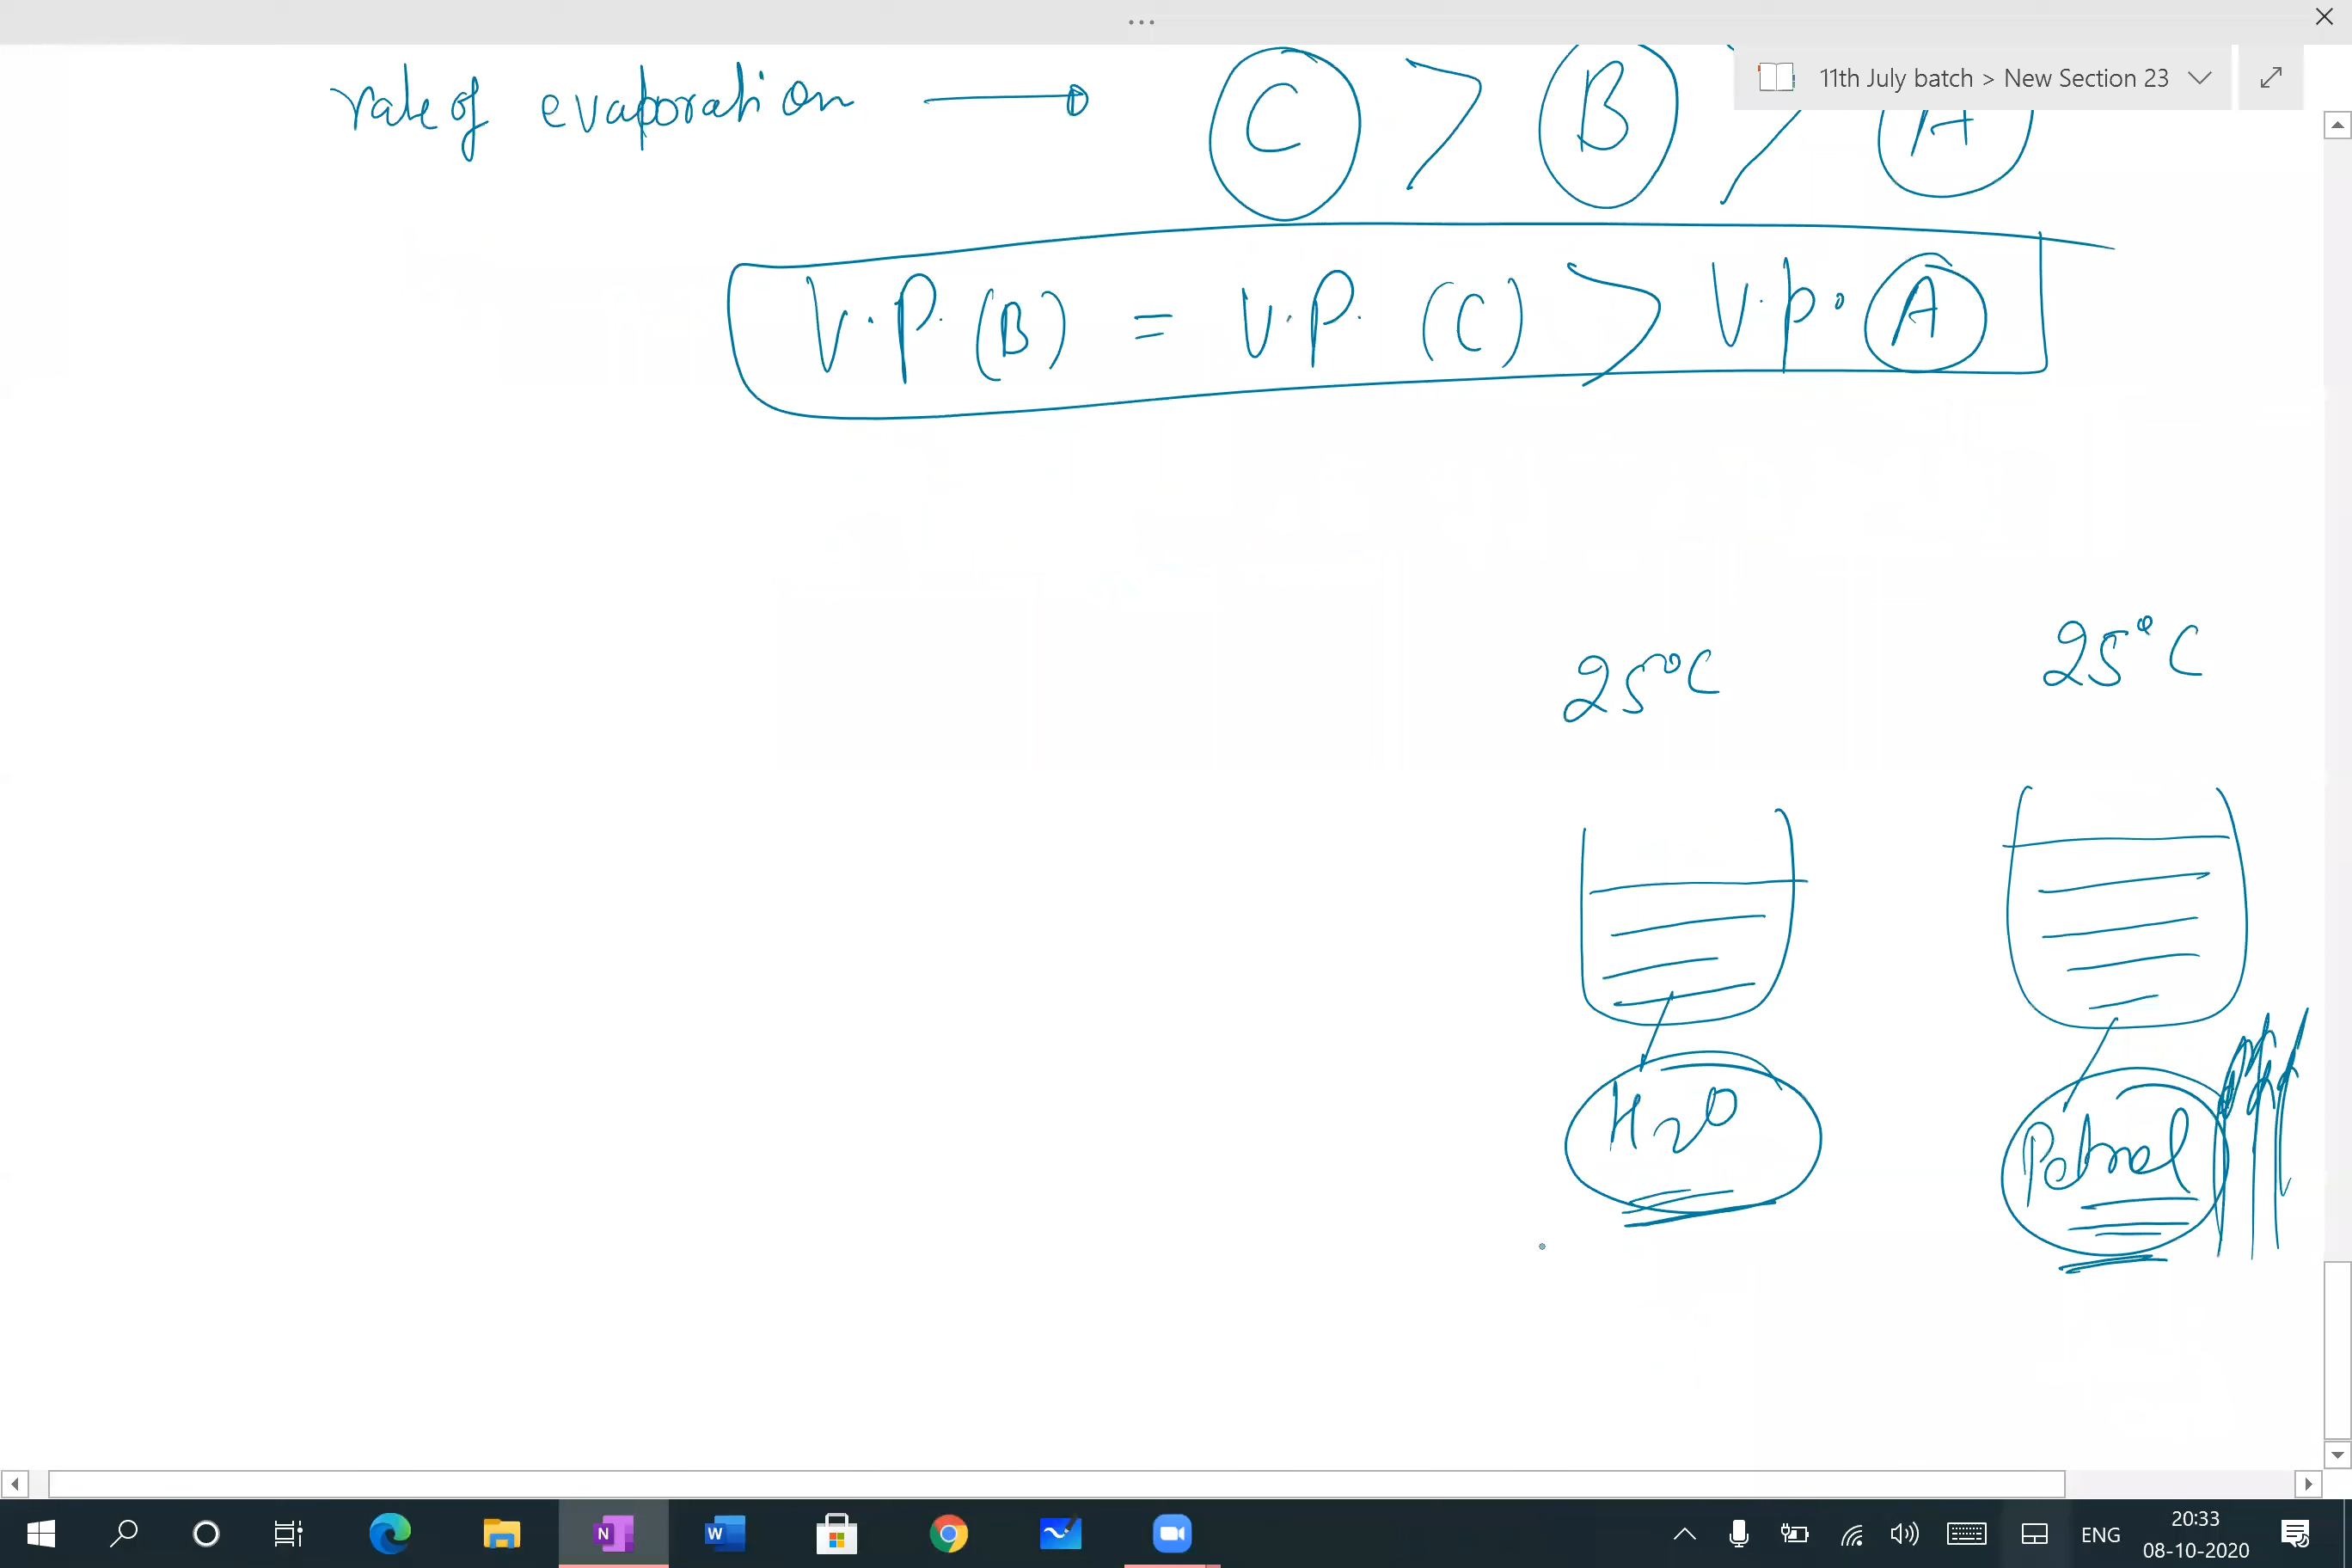 ...
11th July batch > New Section 23
rate of evaporation → C > B > A
V.P. (B) = V.P. (C) > V.P. A
25°C 25°C
H2O Petrol
N W
ENG 20:33
08-10-2020